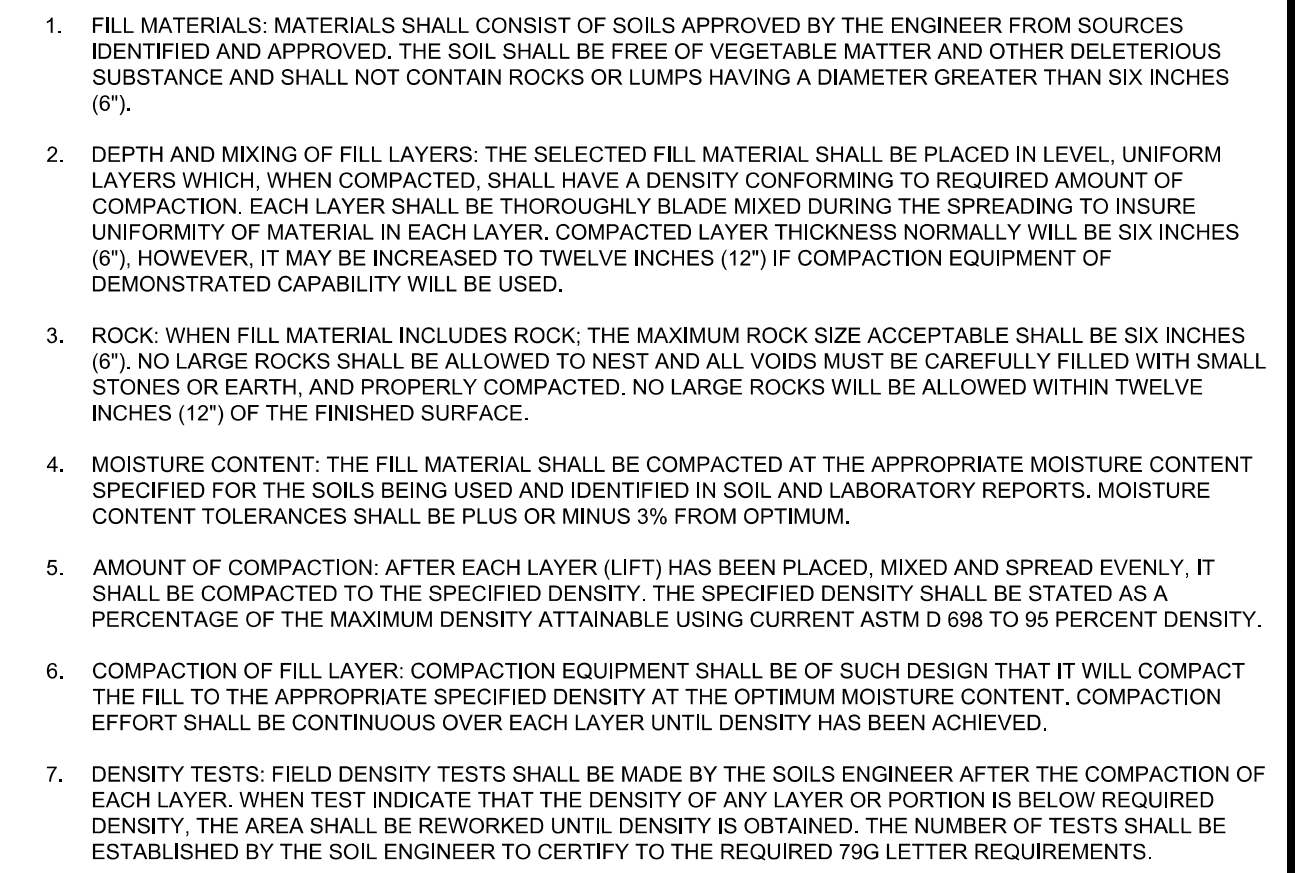 1. FILL MATERIALS: MATERIALS SHALL CONSIST OF SOILS APPROVED BY THE ENGINEER FROM SOURCES
IDENTIFIED AND APPROVED. THE SOIL SHALL BE FREE OF VEGETABLE MATTER AND OTHER DELETERIOUS
SUBSTANCE AND SHALL NOT CONTAIN ROCKS OR LUMPS HAVING A DIAMETER GREATER THAN SIX INCHES
(6").
2. DEPTH AND MIXING OF FILL LAYERS: THE SELECTED FILL MATERIAL SHALL BE PLACED IN LEVEL, UNIFORM
LAYERS WHICH, WHEN COMPACTED, SHALL HAVE A DENSITY CONFORMING TO REQUIRED AMOUNT OF
COMPACTION. EACH LAYER SHALL BE THOROUGHLY BLADE MIXED DURING THE SPREADING TO INSURE
UNIFORMITY OF MATERIAL IN EACH LAYER. COMPACTED LAYER THICKNESS NORMALLY WILL BE SIX INCHES
(6"), HOWEVER, IT MAY BE INCREASED TO TWELVE INCHES (12") IF COMPACTION EQUIPMENT OF
DEMONSTRATED CAPABILITY WILL BE USED.
3. ROCK: WHEN FILL MATERIAL INCLUDES ROCK; THE MAXIMUM ROCK SIZE ACCEPTABLE SHALL BE SIX INCHES
(6"). NO LARGE ROCKS SHALL BE ALLOWED TO NEST AND ALL VOIDS MUST BE CAREFULLY FILLED WITH SMALL
STONES OR EARTH, AND PROPERLY COMPACTED. NO LARGE ROCKS WILL BE ALLOWED WITHIN TWELVE
INCHES (12") OF THE FINISHED SURFACE.
4. MOISTURE CONTENT: THE FILL MATERIAL SHALL BE COMPACTED AT THE APPROPRIATE MOISTURE CONTENT
SPECIFIED FOR THE SOILS BEING USED AND IDENTIFIED IN SOIL AND LABORATORY REPORTS. MOISTURE
CONTENT TOLERANCES SHALL BE PLUS OR MINUS 3% FROM OPTIMUM.
5. AMOUNT OF COMPACTION: AFTER EACH LAYER (LIFT) HAS BEEN PLACED, MIXED AND SPREAD EVENLY, IT
SHALL BE COMPACTED TO THE SPECIFIED DENSITY. THE SPECIFIED DENSITY SHALL BE STATED AS A
PERCENTAGE OF THE MAXIMUM DENSITY ATTAINABLE USING CURRENT ASTM D 698 TO 95 PERCENT DENSITY.
6. COMPACTION OF FILL LAYER: COMPACTION EQUIPMENT SHALL BE OF SUCH DESIGN THAT IT WILL COMPACT
THE FILL TO THE APPROPRIATE SPECIFIED DENSITY AT THE OPTIMUM MOISTURE CONTENT. COMPACTION
EFFORT SHALL BE CONTINUOUS OVER EACH LAYER UNTIL DENSITY HAS BEEN ACHIEVED.
7. DENSITY TESTS: FIELD DENSITY TESTS SHALL BE MADE BY THE SOILS ENGINEER AFTER THE COMPACTION OF
EACH LAYER. WHEN TEST INDICATE THAT THE DENSITY OF ANY LAYER OR PORTION IS BELOW REQUIRED
DENSITY, THE AREA SHALL BE REWORKED UNTIL DENSITY IS OBTAINED. THE NUMBER OF TESTS SHALL BE
ESTABLISHED BY THE SOIL ENGINEER TO CERTIFY TO THE REQUIRED 79G LETTER REQUIREMENTS.